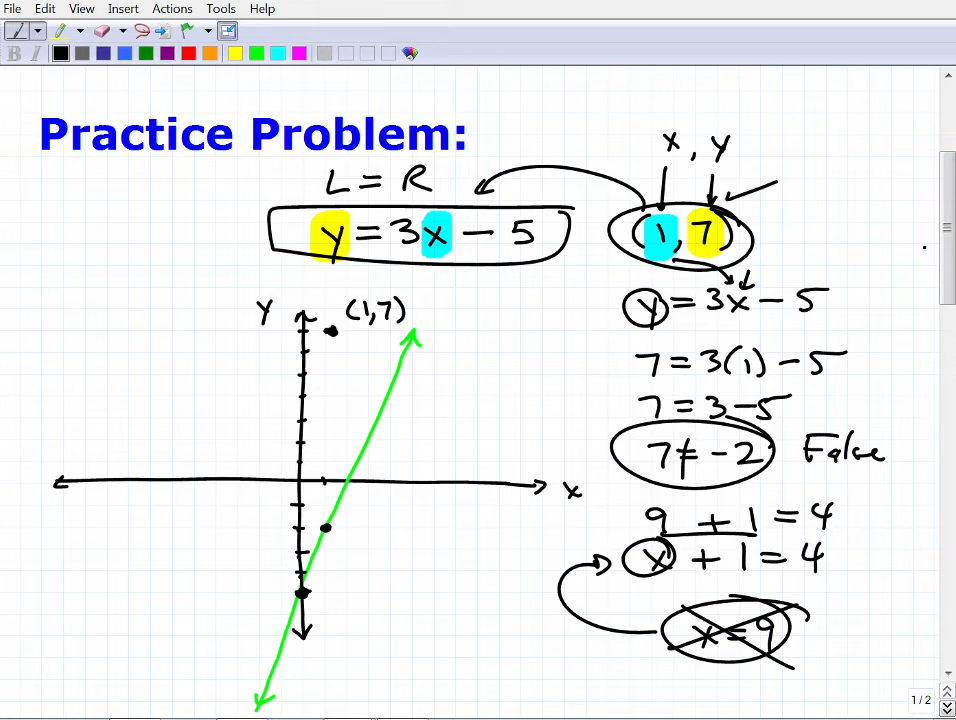 File Edit View Insert Actions Tools Help
B I
Practice Problem:
x, y
L = R
y = 3x - 5
(1, 7)
y = 3x - 5
Y
(1,7)
7 = 3(1) - 5
7 = 3 - 5
7 ≠ -2 False
x
9 + 1 = 4
x + 1 = 4
x = 9
1 / 2